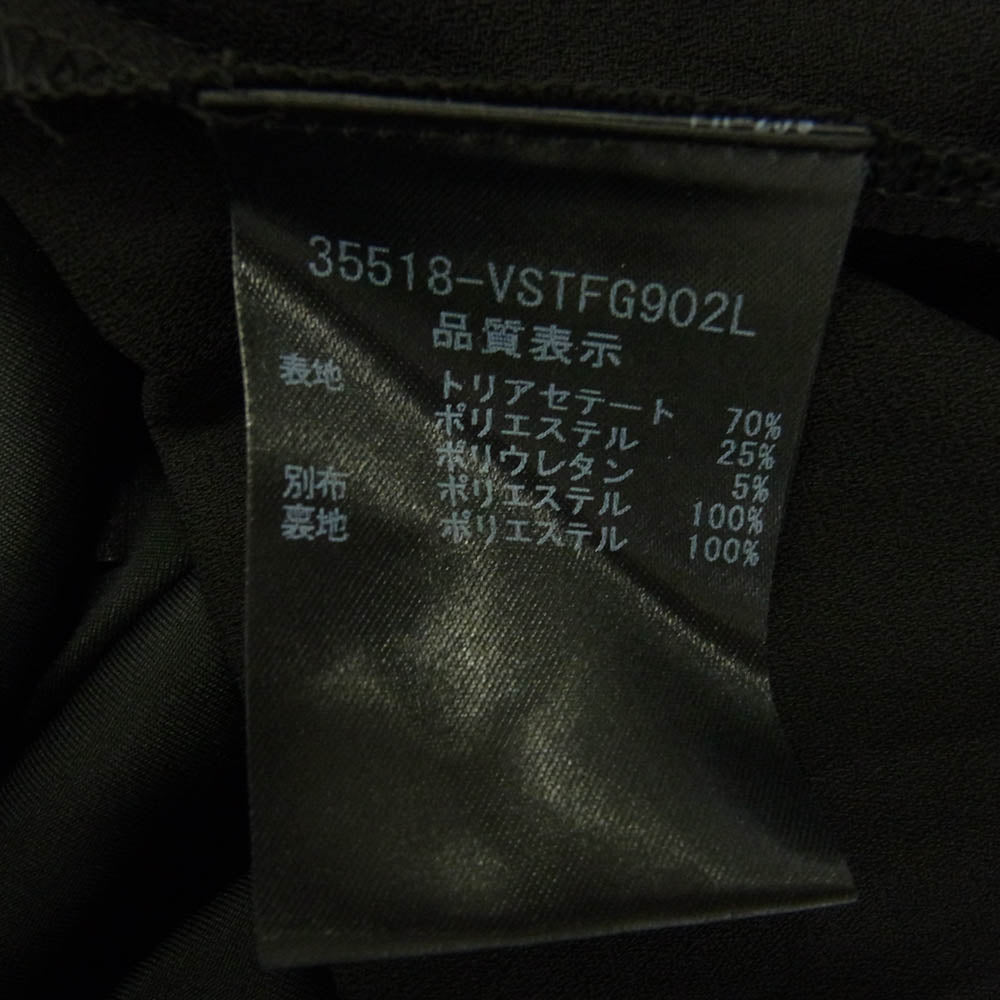 35518-VSTFG902L
品質表示
表地 トリアセテート 70%
ポリエステル 25%
ポリウレタン 5%
別布 ポリエステル 100%
裏地 ポリエステル 100%